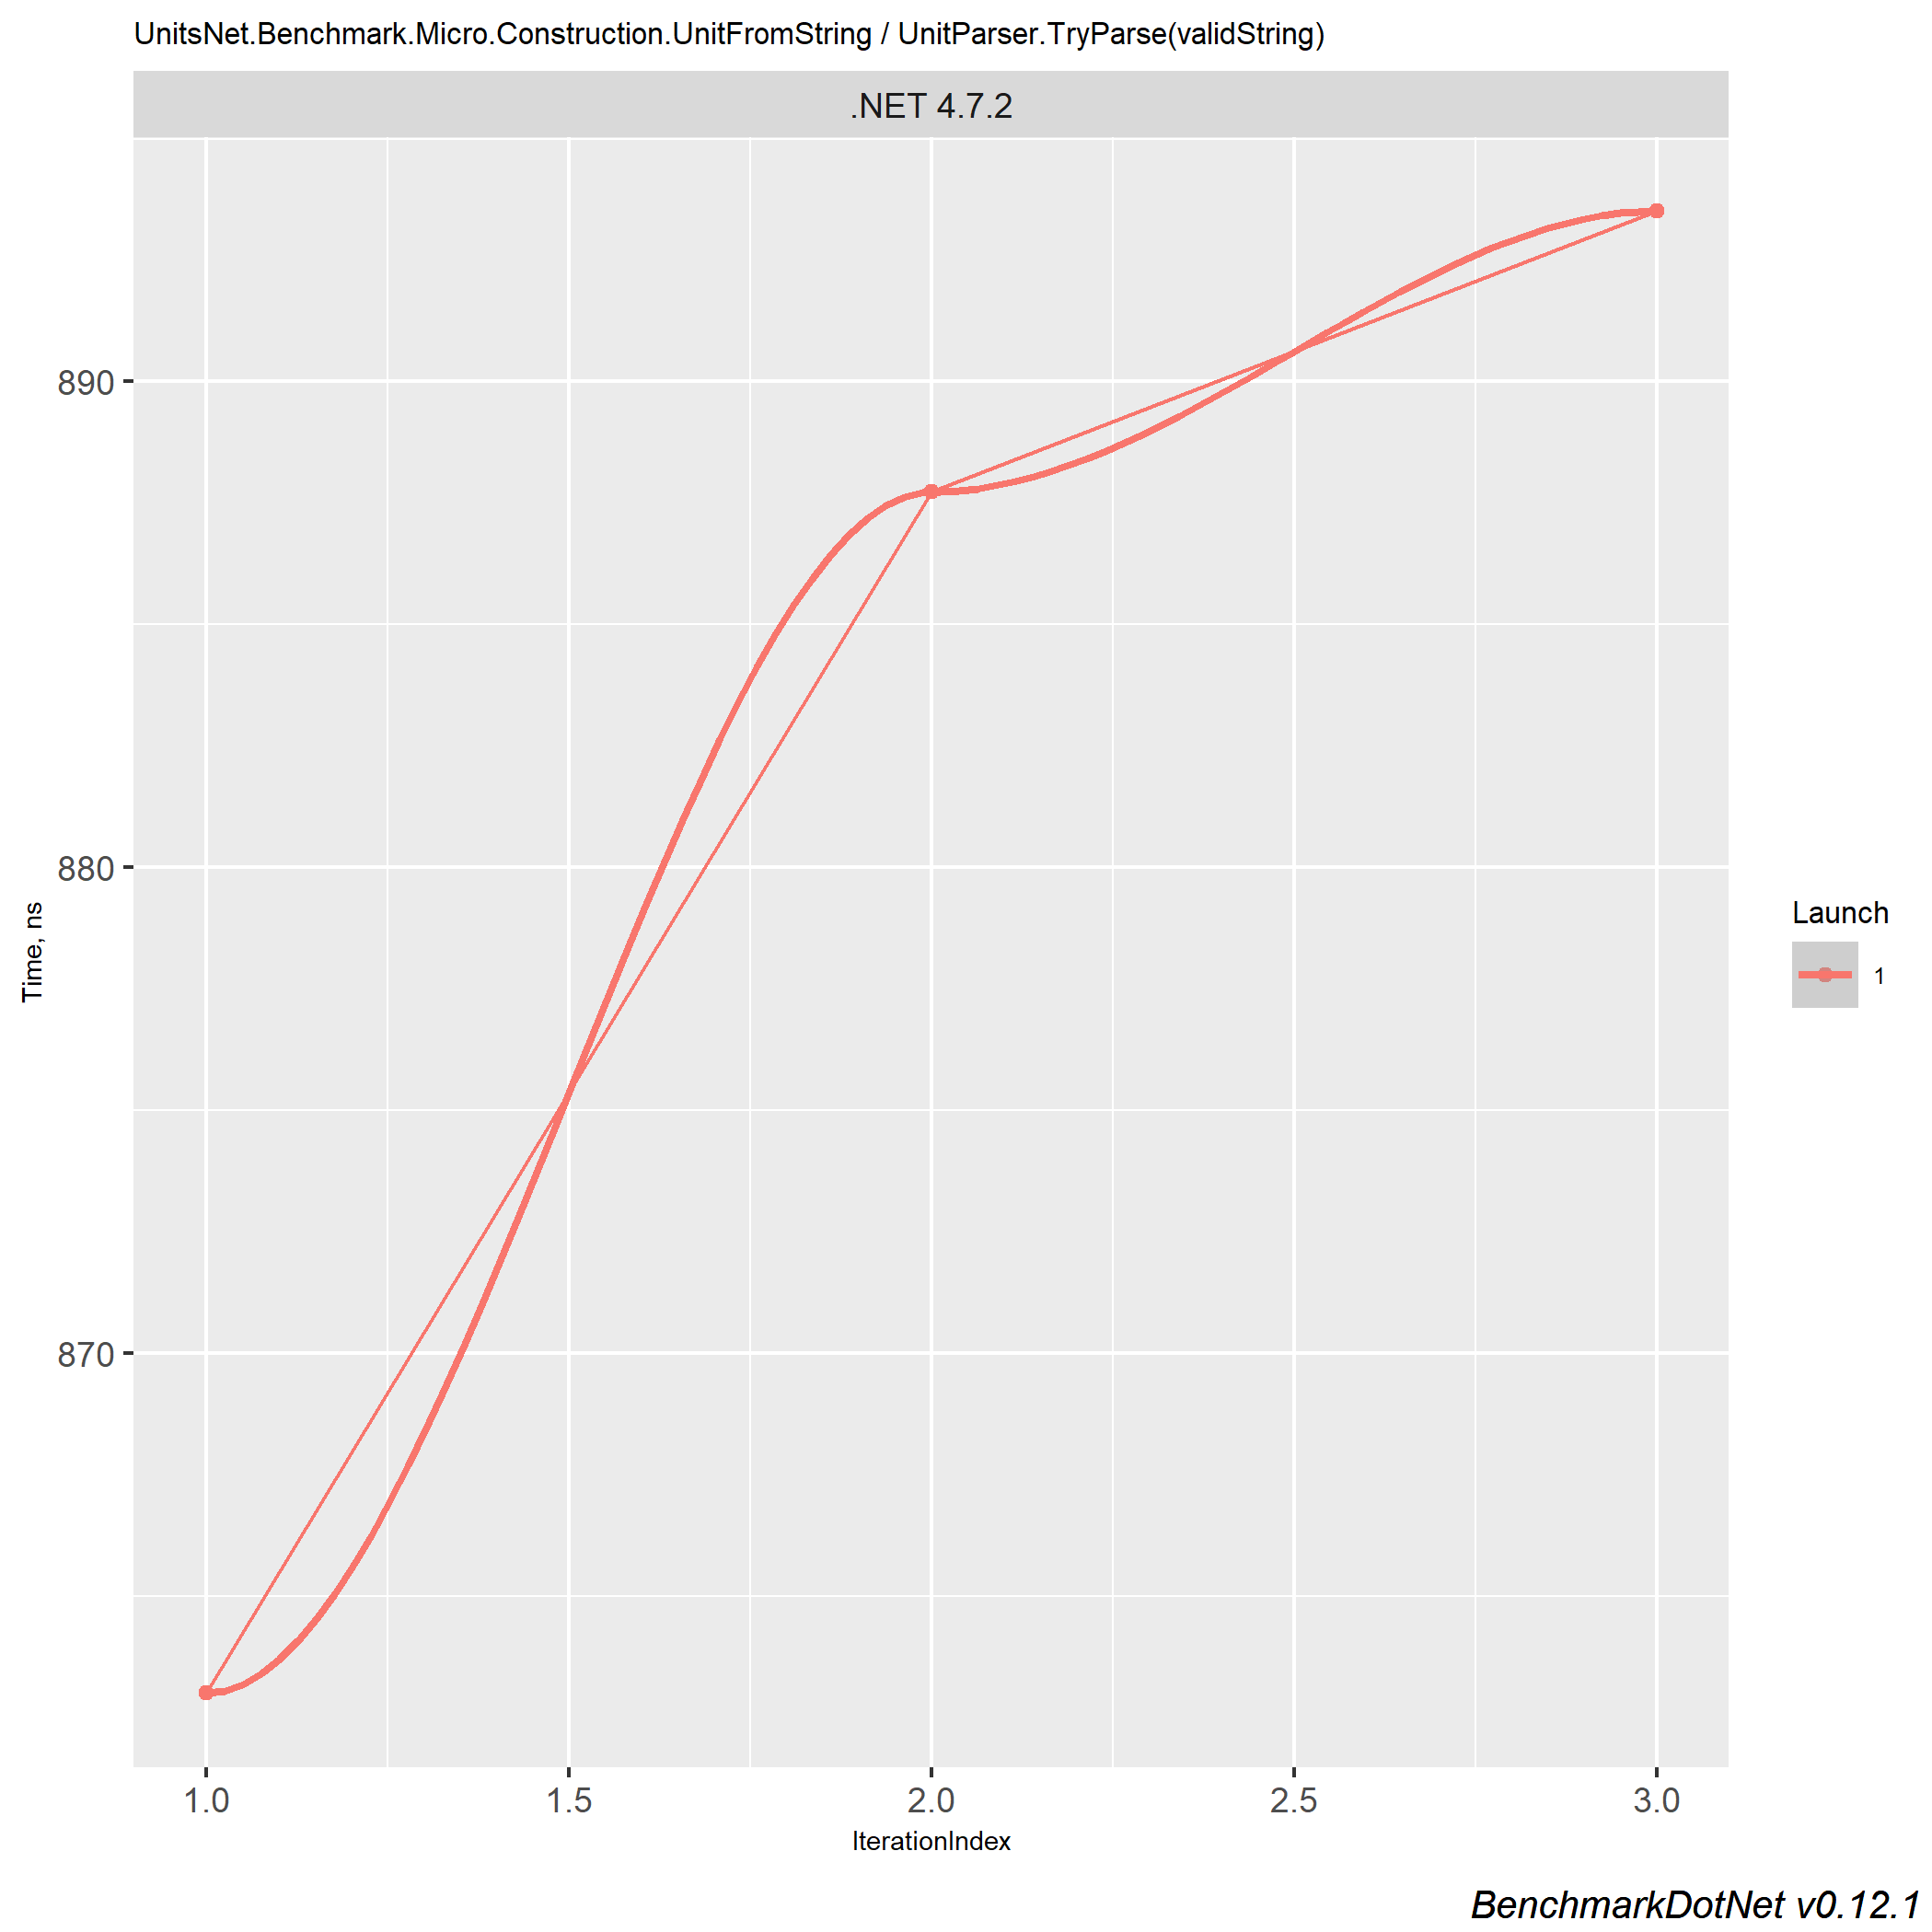 UnitsNet.Benchmark.Micro.Construction.UnitFromString / UnitParser.TryParse(validString)
.NET 4.7.2
890
880
870
Time, ns
Launch
1
1.0 1.5 2.0 2.5 3.0
IterationIndex
BenchmarkDotNet v0.12.1